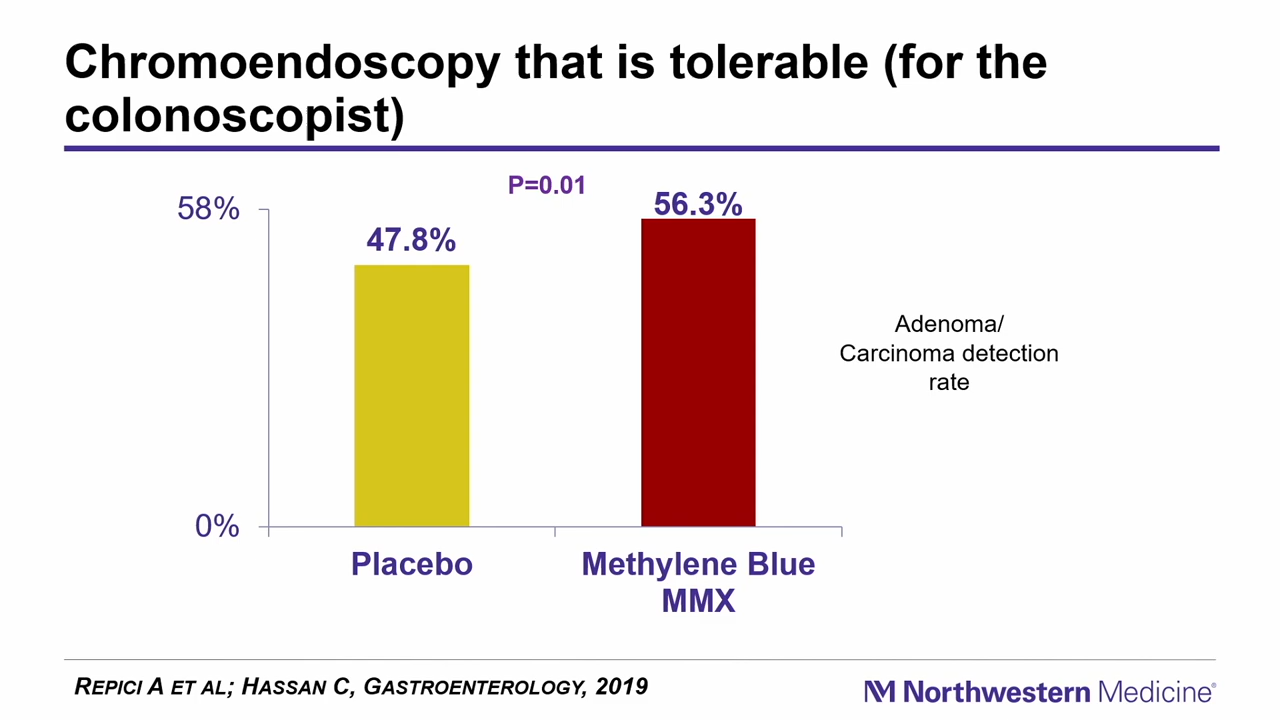 Chromoendoscopy that is tolerable (for the
colonoscopist)
P=0.01
58%
47.8%
56.3%
Adenoma/
Carcinoma detection
rate
0%
Placebo
Methylene Blue
MMX
REPICI A ET AL; HASSAN C, GASTROENTEROLOGY, 2019
NM Northwestern Medicine®